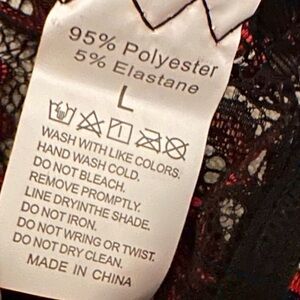 95% Polyester
5% Elastane
L
WASH WITH LIKE COLORS.
HAND WASH COLD.
DO NOT BLEACH.
REMOVE PROMPTLY.
LINE DRYINTHE SHADE.
DO NOT IRON.
DO NOT WRING OR TWIST.
DO NOT DRY CLEAN.
MADE IN CHINA